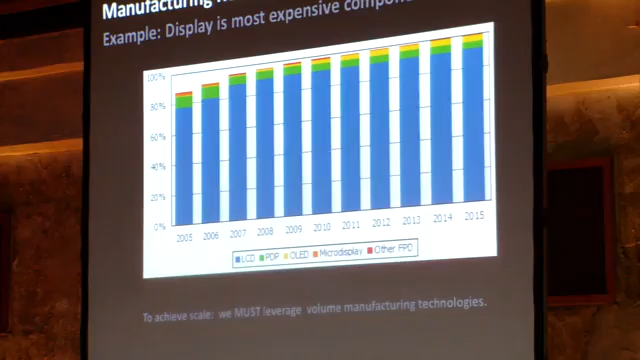 Manufacturing
Example: Display is most expensive
100%
80%
60%
40%
20%
0%
2005 2006 2007 2008 2009 2010 2011 2012 2013 2014 2015
LCD PDP OLED Microdisplay Other FPD
To achieve scale: we MUST leverage volume manufacturing technologies.